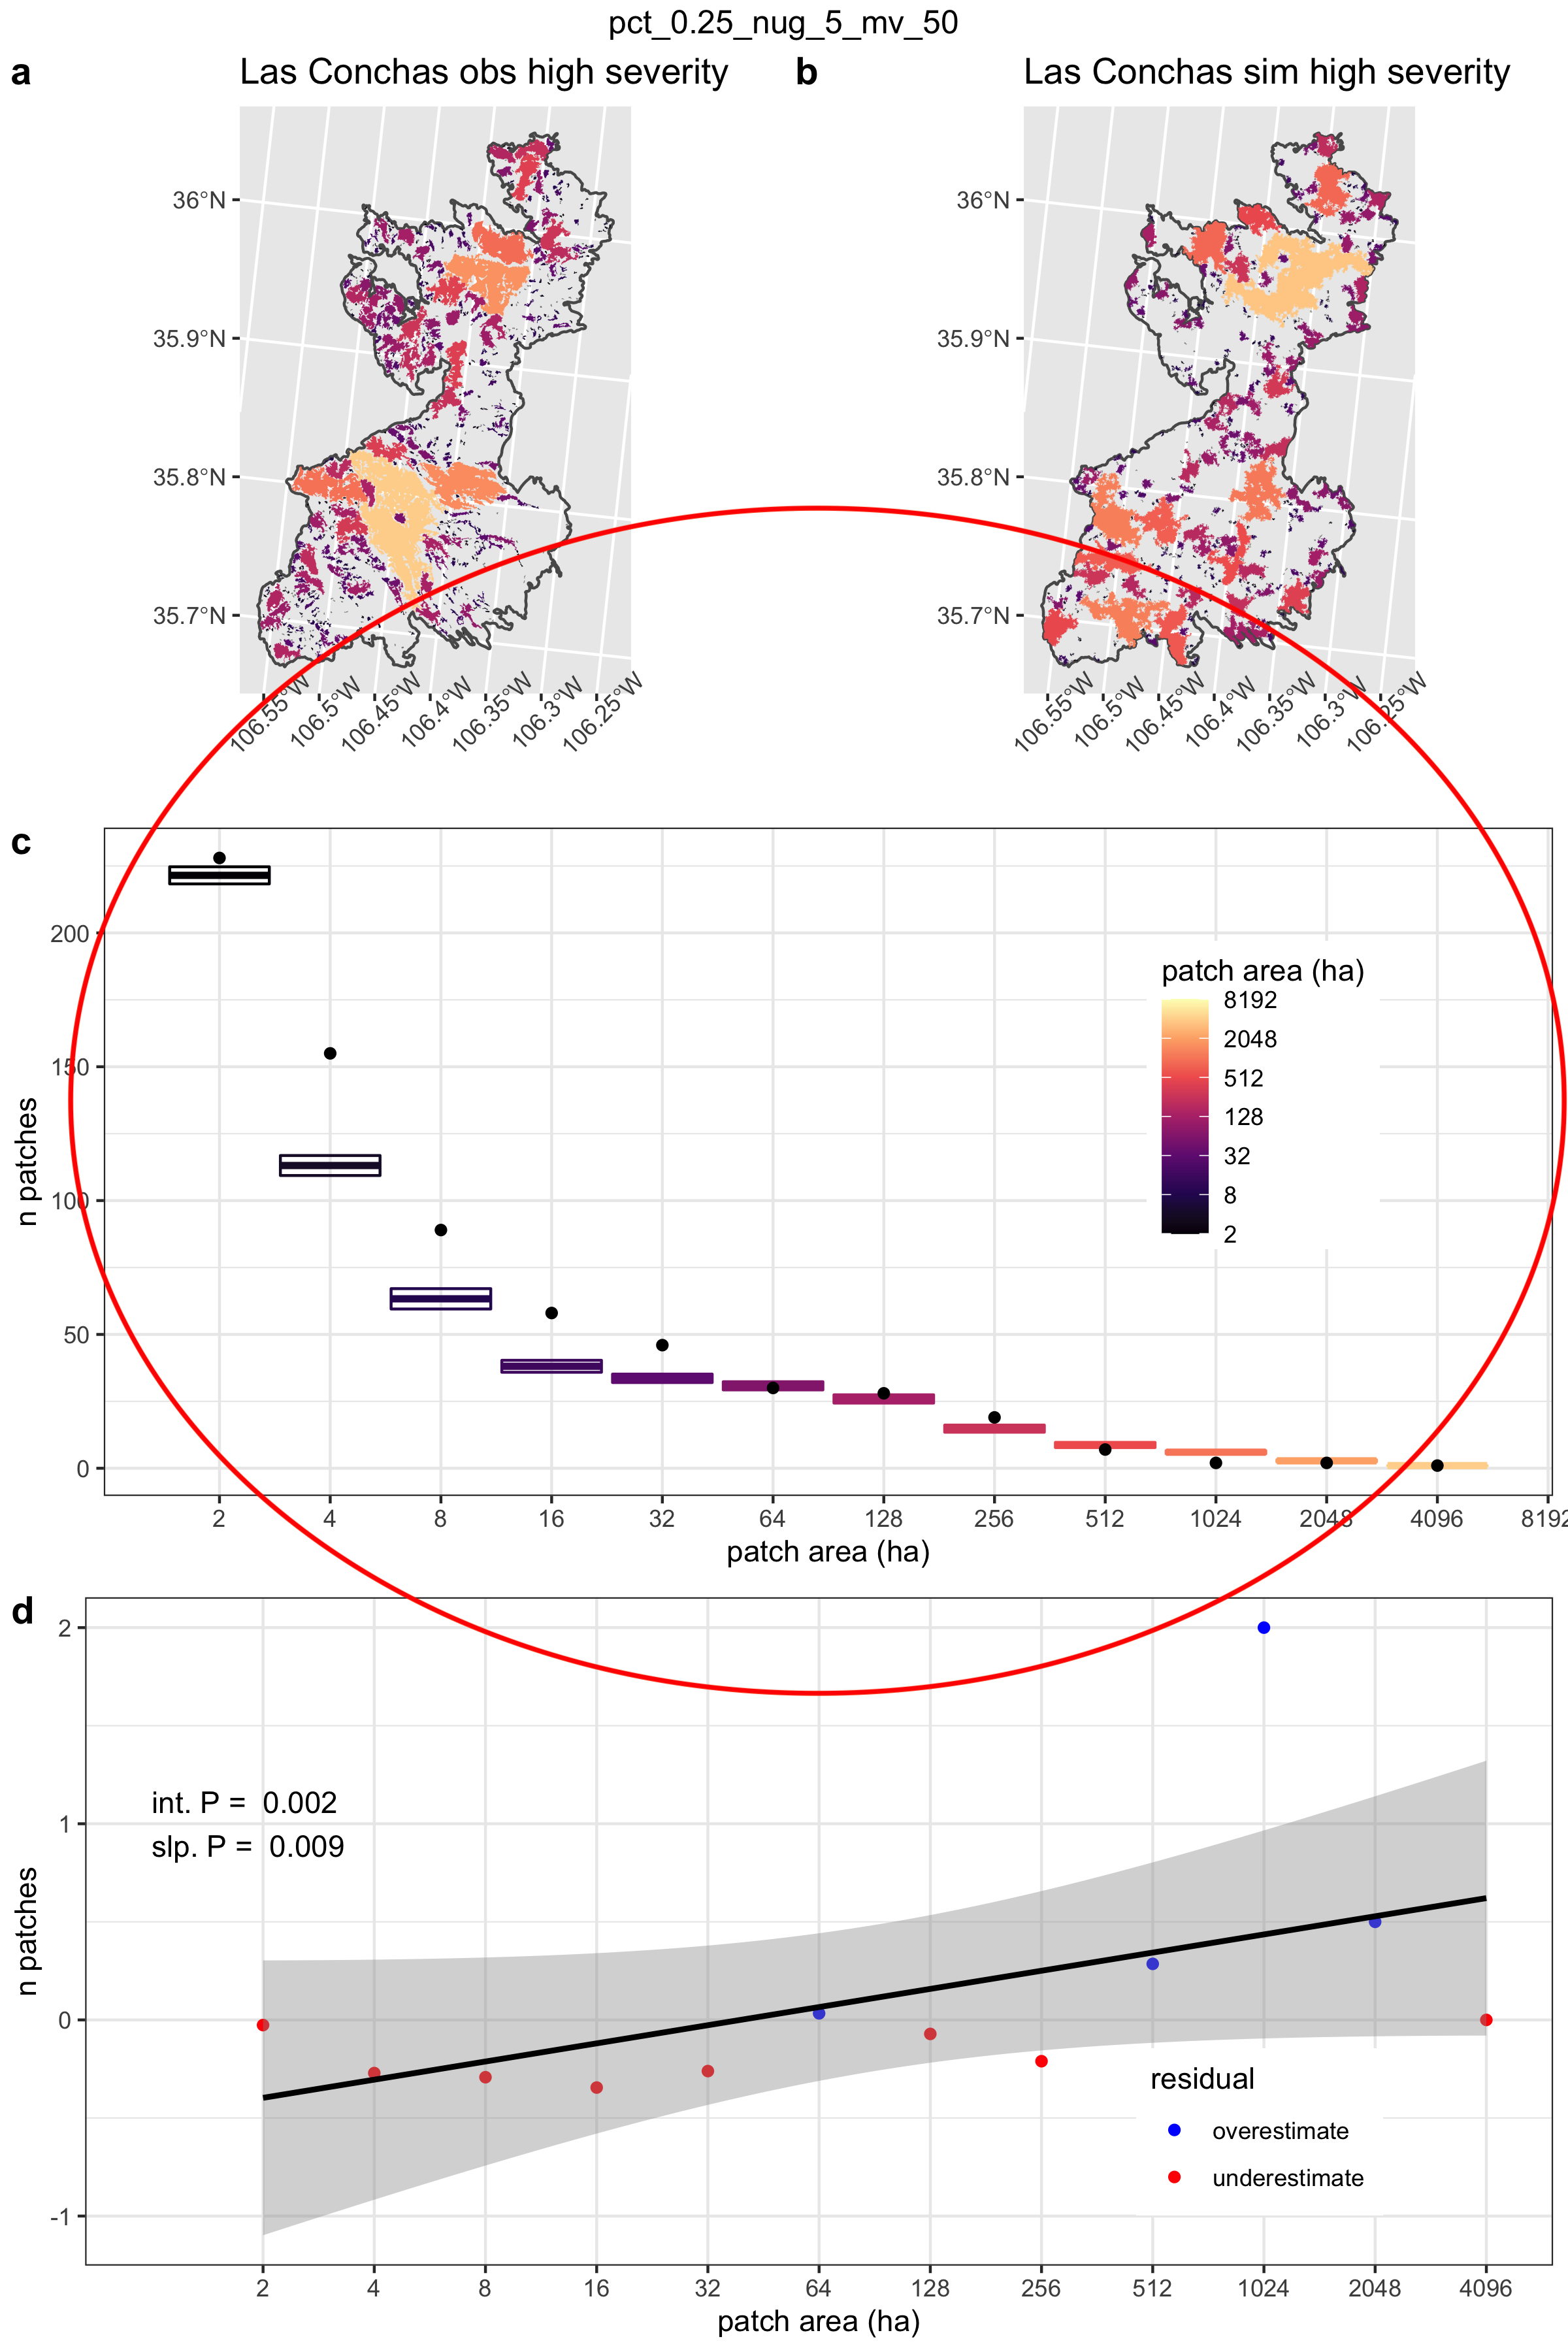 pct_0.25_nug_5_mv_50
a
Las Conchas obs high severity
b
Las Conchas sim high severity
36°N
35.9°N
35.8°N
35.7°N
106.55°W
106.5°W
106.45°W
106.4°W
106.35°W
106.3°W
106.25°W
36°N
35.9°N
35.8°N
35.7°N
106.55°W
106.5°W
106.45°W
106.4°W
106.35°W
106.3°W
106.25°W
c
n patches
200
150
100
50
0
patch area (ha)
8192
2048
512
128
32
8
2
2 4 8 16 32 64 128 256 512 1024 2048 4096 8192
patch area (ha)
d
n patches
2
1
0
-1
int. P = 0.002
slp. P = 0.009
residual
overestimate
underestimate
2 4 8 16 32 64 128 256 512 1024 2048 4096
patch area (ha)